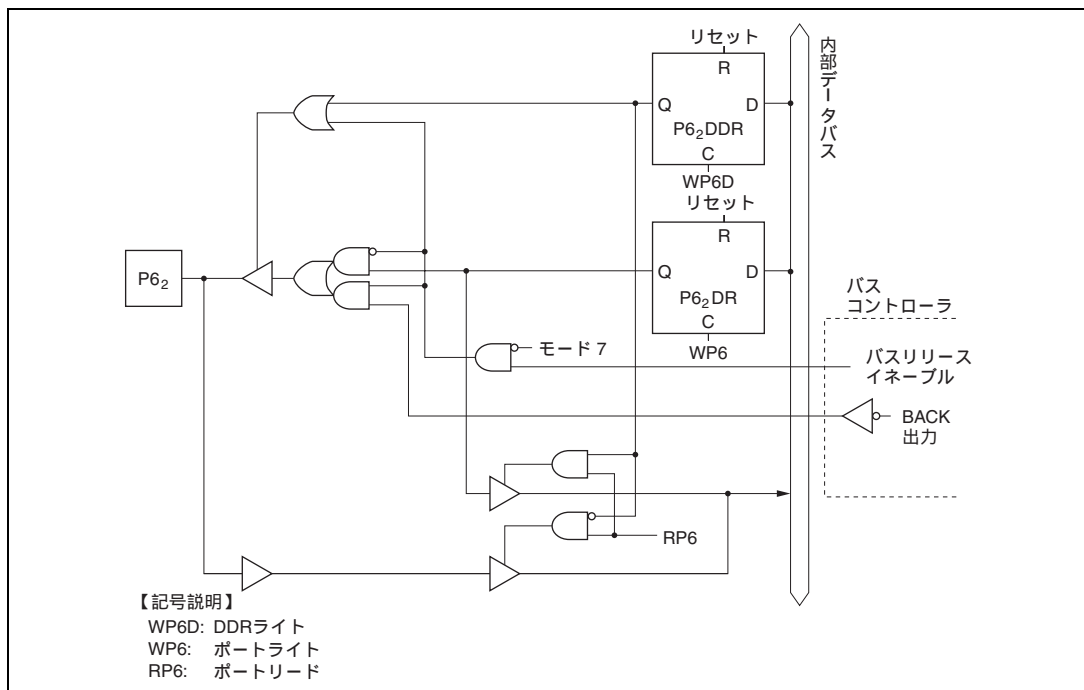 リセット
R
Q
D
P6₂DDR
C
WP6D
内部データバス
リセット
R
Q
D
P6₂DR
C
WP6
P6₂
バス
コントローラ
モード 7
バスリリース
イネーブル
BACK
出力
RP6
【記号説明】
WP6D: DDRライト
WP6: ポートライト
RP6: ポートリード